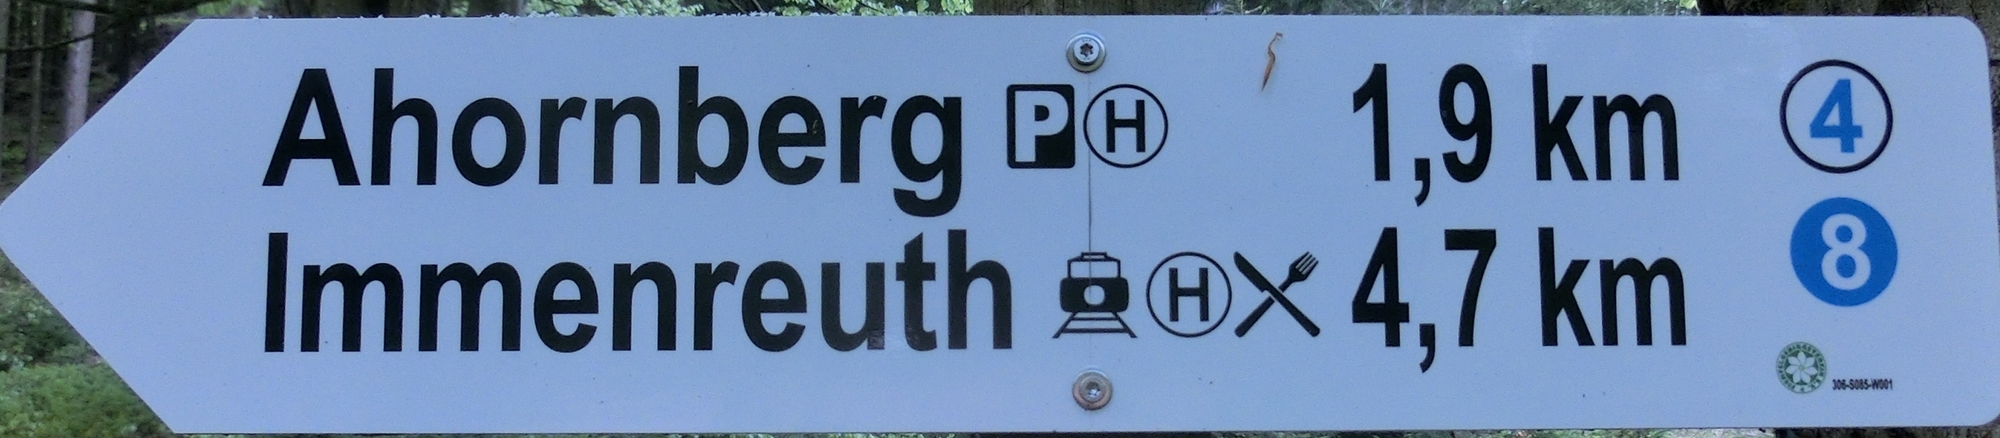 Ahornberg P H 1,9 km 4
Immenreuth H 4,7 km 8
306-S085-W001